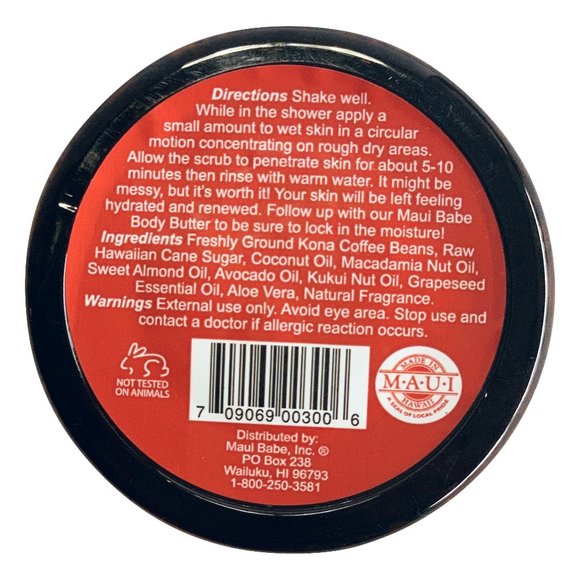 Directions Shake well.
While in the shower apply a
small amount to wet skin in a circular
motion concentrating on rough dry areas.
Allow the scrub to penetrate skin for about 5-10
minutes then rinse with warm water. It might be
messy, but it's worth it! Your skin will be left feeling
hydrated and renewed. Follow up with our Maui Babe
Body Butter to be sure to lock in the moisture!
Ingredients Freshly Ground Kona Coffee Beans, Raw
Hawaiian Cane Sugar, Coconut Oil, Macadamia Nut Oil,
Sweet Almond Oil, Avocado Oil, Kukui Nut Oil, Grapeseed
Essential Oil, Aloe Vera, Natural Fragrance.
Warnings External use only. Avoid eye area. Stop use and
contact a doctor if allergic reaction occurs.
NOT TESTED
ON ANIMALS
7 09069 00300 6
MADE IN
M·A·U·I
HAWAII
A SEAL OF LOCAL PRIDE
Distributed by:
Maui Babe, Inc. ®
PO Box 238
Wailuku, HI 96793
1-800-250-3581